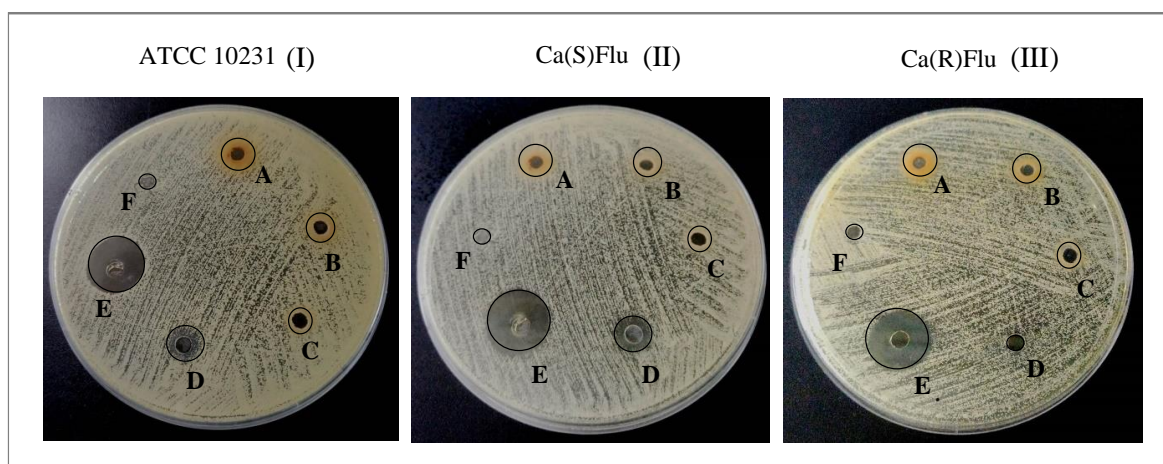 ATCC 10231 (I)
Ca(S)Flu (II)
Ca(R)Flu (III)
A
B
C
D
E
F
A
B
C
D
E
F
A
B
C
D
E
F